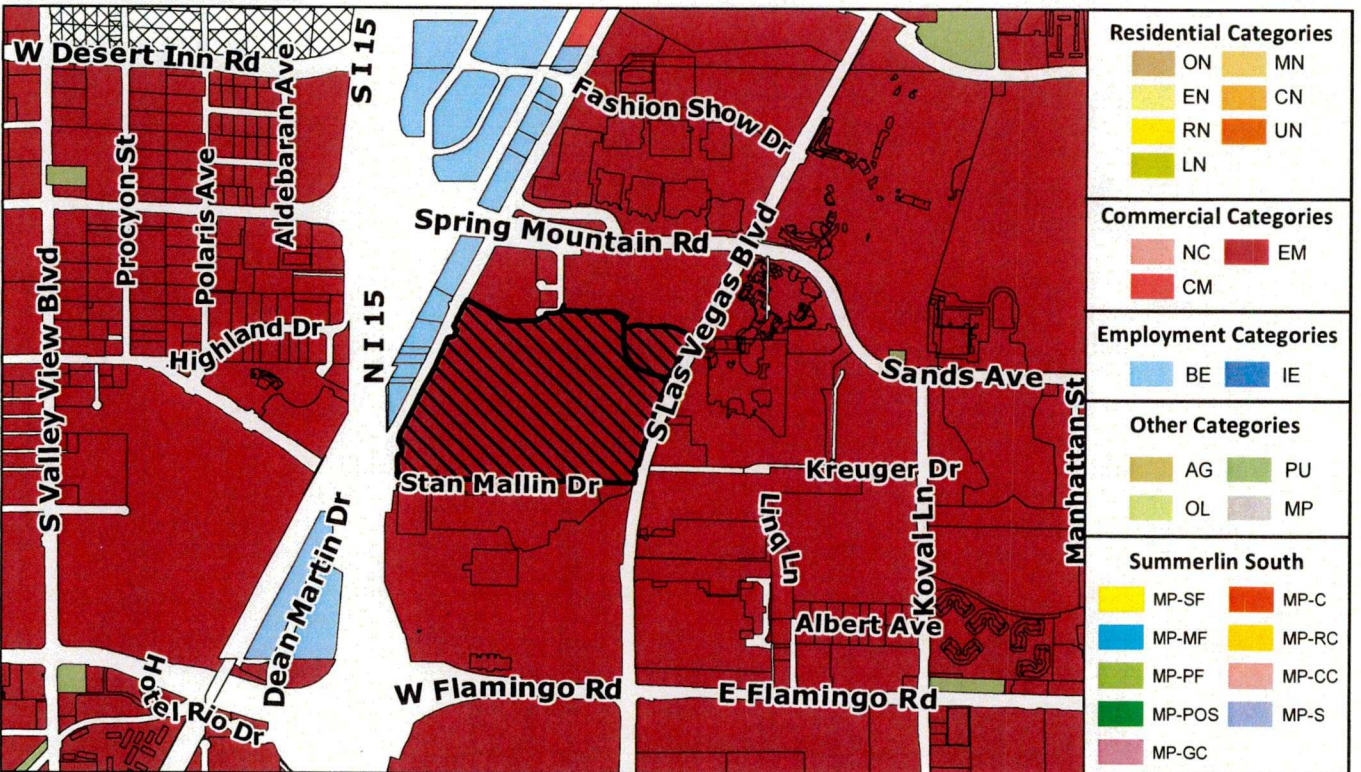 W Desert Inn Rd
S I 15
Fashion Show Dr
Procyon St
Polaris Ave
Aldebaran Ave
Spring Mountain Rd
S Valley View Blvd
Highland Dr
N I 15
S Las Vegas Blvd
Sands Ave
Stan Mallin Dr
Kreuger Dr
Linq Ln
Koval Ln
Manhattan St
Dean Martin Dr
Albert Ave
Hotel Rio Dr
W Flamingo Rd
E Flamingo Rd
Residential Categories
ON MN
EN CN
RN UN
LN
Commercial Categories
NC EM
CM
Employment Categories
BE IE
Other Categories
AG PU
OL MP
Summerlin South
MP-SF MP-C
MP-MF MP-RC
MP-PF MP-CC
MP-POS MP-S
MP-GC